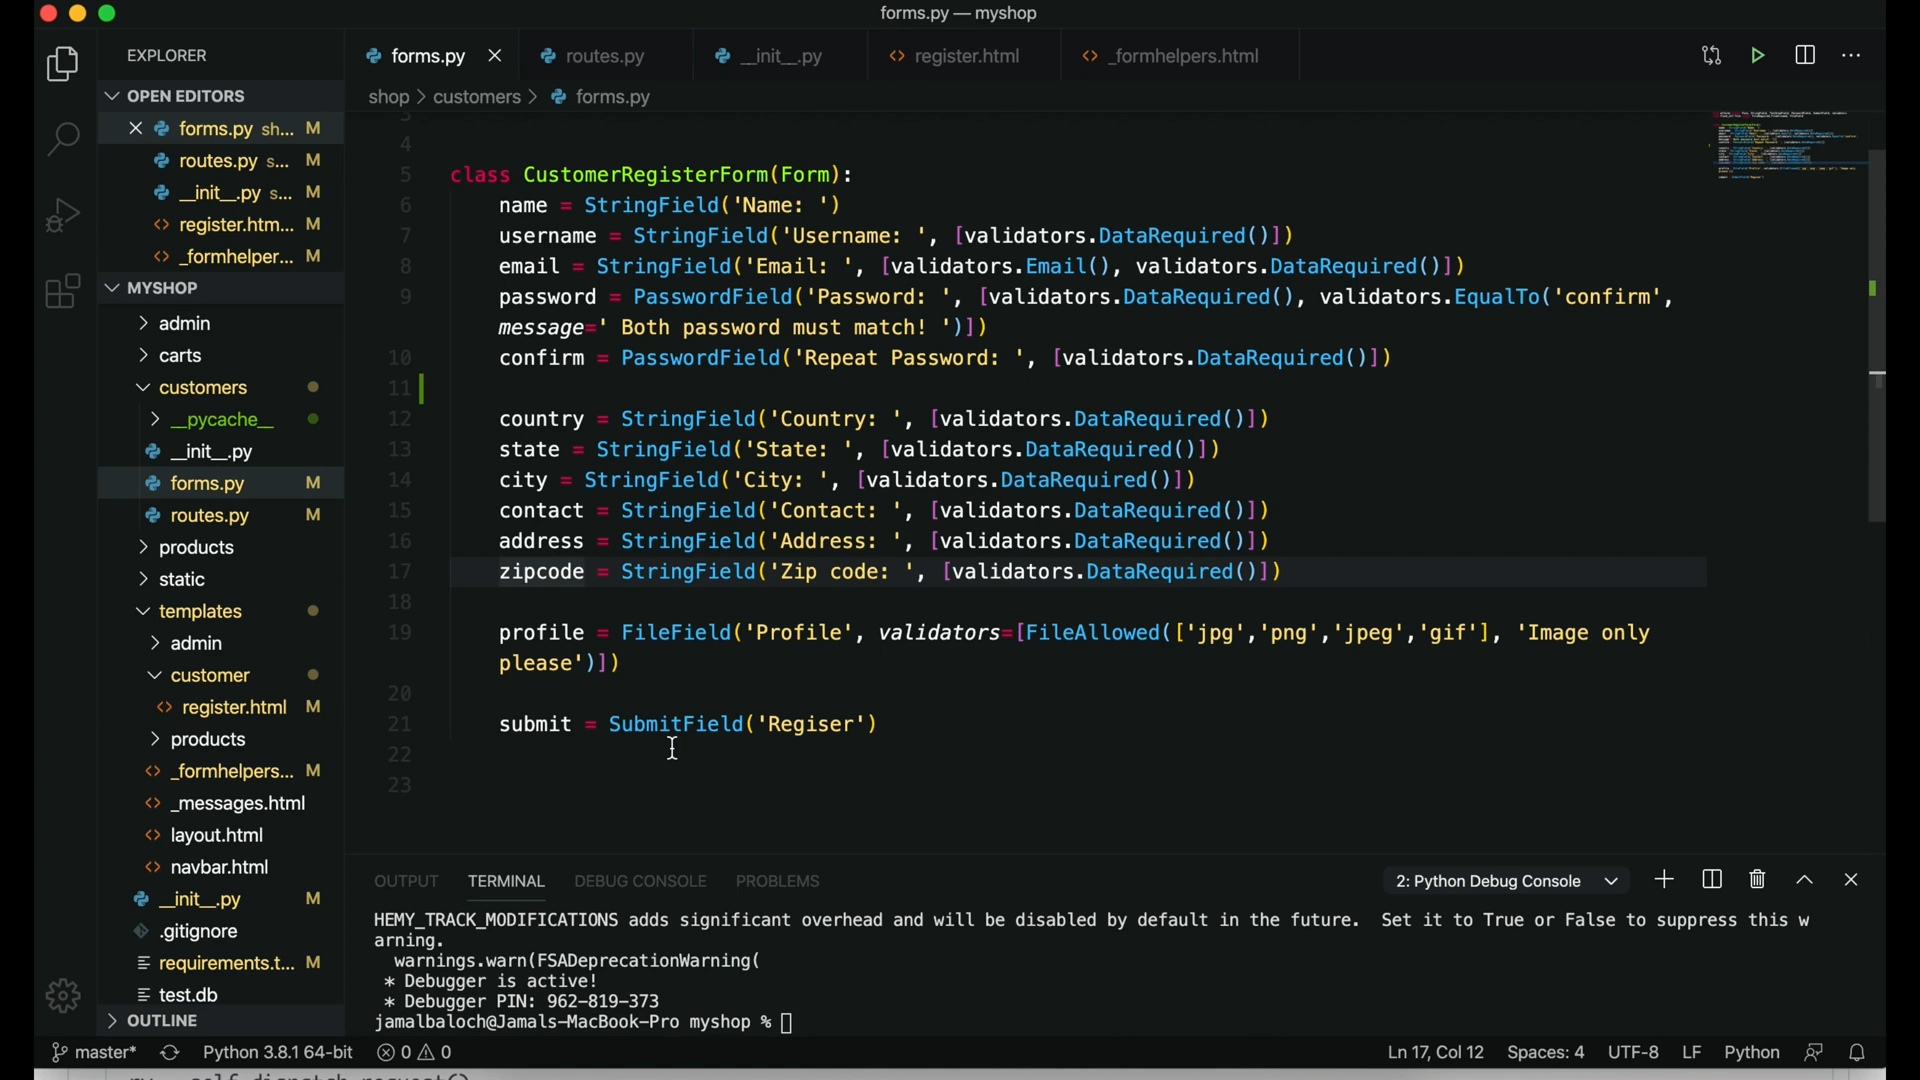 forms.py — myshop
EXPLORER
OPEN EDITORS
forms.py sh... M
routes.py s... M
__init__.py s... M
register.htm... M
_formhelper... M
MYSHOP
admin
carts
customers
__pycache__
__init__.py
forms.py M
routes.py M
products
static
templates
admin
customer
register.html M
products
_formhelpers... M
_messages.html
layout.html
navbar.html
__init__.py M
.gitignore
requirements.t... M
test.db
OUTLINE
forms.py
routes.py
__init__.py
register.html
_formhelpers.html
shop > customers > forms.py
4
5 class CustomerRegisterForm(Form):
6 name = StringField('Name: ')
7 username = StringField('Username: ', [validators.DataRequired()])
8 email = StringField('Email: ', [validators.Email(), validators.DataRequired()])
9 password = PasswordField('Password: ', [validators.DataRequired(), validators.EqualTo('confirm',
message=' Both password must match! ')])
10 confirm = PasswordField('Repeat Password: ', [validators.DataRequired()])
11
12 country = StringField('Country: ', [validators.DataRequired()])
13 state = StringField('State: ', [validators.DataRequired()])
14 city = StringField('City: ', [validators.DataRequired()])
15 contact = StringField('Contact: ', [validators.DataRequired()])
16 address = StringField('Address: ', [validators.DataRequired()])
17 zipcode = StringField('Zip code: ', [validators.DataRequired()])
18
19 profile = FileField('Profile', validators=[FileAllowed(['jpg','png','jpeg','gif'], 'Image only
please')])
20
21 submit = SubmitField('Regiser')
22
23
OUTPUT TERMINAL DEBUG CONSOLE PROBLEMS
2: Python Debug Console
HEMY_TRACK_MODIFICATIONS adds significant overhead and will be disabled by default in the future. Set it to True or False to suppress this w
arning.
warnings.warn(FSADeprecationWarning(
* Debugger is active!
* Debugger PIN: 962-819-373
jamalbaloch@Jamals-MacBook-Pro myshop %
master* Python 3.8.1 64-bit 0 0 Ln 17, Col 12 Spaces: 4 UTF-8 LF Python